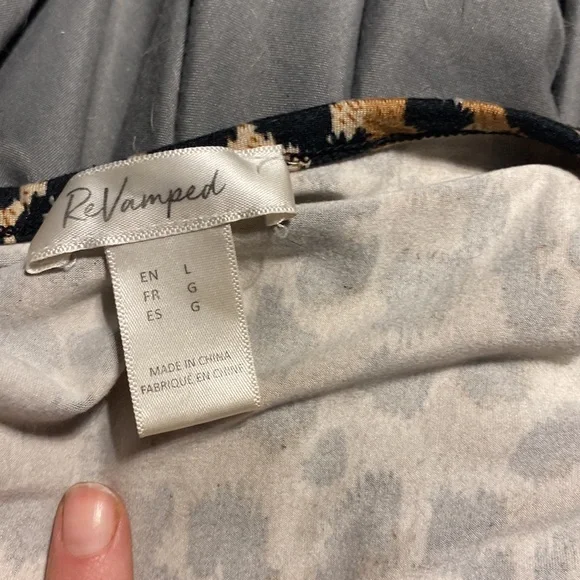 ReVamped
EN L
FR G
ES G
MADE IN CHINA
FABRIQUÉ EN CHINE